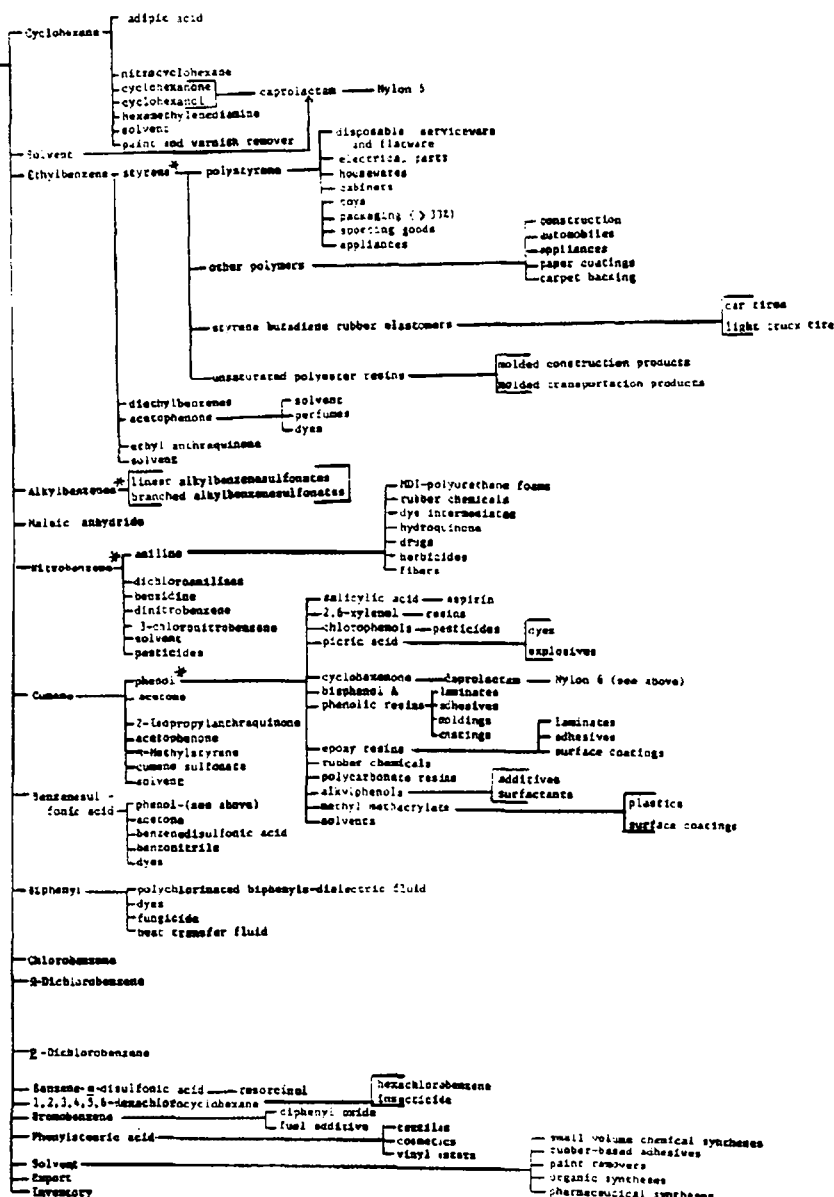 adipic acid
Cyclohexane
nitrocyclohexane
cyclohexanone
cyclohexanol
caprolactam
Nylon 6
hexamethylenediamine
solvent
paint and varnish remover
Solvent
Ethylbenzene
styrene*
polystyrene
disposable serviceware
and flatware
electrical parts
housewares
cabinets
toys
packaging (>33%)
sporting goods
appliances
other polymers
construction
automobiles
appliances
paper coatings
carpet backing
styrene butadiene rubber elastomers
car tires
light truck tire
unsaturated polyester resins
molded construction products
molded transportation products
diethylbenzenes
acetophenone
solvent
perfumes
dyes
ethyl anthraquinone
solvent
Alkylbenzenes*
linear alkylbenzenesulfonates
branched alkylbenzenesulfonates
Maleic anhydride
Nitrobenzene*
aniline
MDI-polyurethane foams
rubber chemicals
dye intermediates
hydroquinone
drugs
herbicides
fibers
dichloroanilines
benzidine
dinitrobenzene
3-chloronitrobenzene
solvent
pesticides
Cumene
phenol*
salicylic acid
aspirin
2,6-xylenol
resins
chlorophenols
pesticides
picric acid
dyes
explosives
cyclohexanone
caprolactam
Nylon 6 (see above)
bisphenol A
phenolic resins
laminates
adhesives
moldings
coatings
epoxy resins
laminates
adhesives
surface coatings
rubber chemicals
polycarbonate resins
alkylphenols
additives
surfactants
methyl methacrylate
plastics
surface coatings
solvents
acetone
2-Isopropylanthraquinone
acetophenone
α-Methylstyrene
cumene sulfonate
solvent
Benzenesul-
fonic acid
phenol-(see above)
acetone
benzenedisulfonic acid
benzonitrile
dyes
Biphenyl
polychlorinated biphenyls-dielectric fluid
dyes
fungicide
heat transfer fluid
Chlorobenzene
o-Dichlorobenzene
p-Dichlorobenzene
Benzene-m-disulfonic acid
resorcinol
1,2,3,4,5,6-Hexachlorocyclohexane
hexachlorobenzene
insecticide
Bromobenzene
diphenyl oxide
fuel additive
Phenylstearic acid
textiles
cosmetics
vinyl esters
Solvent
small volume chemical syntheses
rubber-based adhesives
paint removers
organic syntheses
pharmaceutical syntheses
Export
Inventory